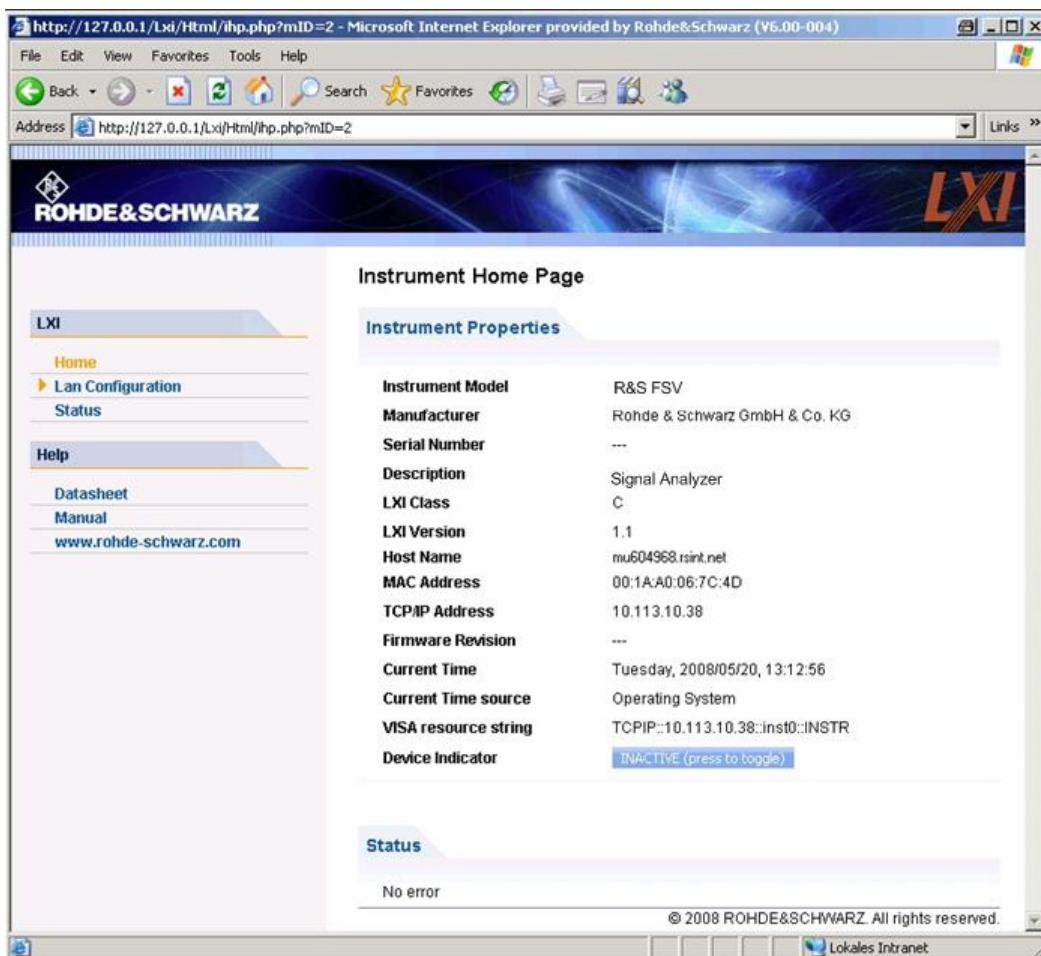 http://127.0.0.1/Lxi/Html/ihp.php?mID=2 - Microsoft Internet Explorer provided by Rohde&Schwarz (V6.00-004)
File Edit View Favorites Tools Help
Back Search Favorites
Address http://127.0.0.1/Lxi/Html/ihp.php?mID=2 Links »
ROHDE&SCHWARZ
LXI
Instrument Home Page
LXI
Home
Lan Configuration
Status
Help
Datasheet
Manual
www.rohde-schwarz.com
Instrument Properties
Instrument Model R&S FSV
Manufacturer Rohde & Schwarz GmbH & Co. KG
Serial Number ---
Description Signal Analyzer
LXI Class C
LXI Version 1.1
Host Name mu604968.rsint.net
MAC Address 00:1A:A0:06:7C:4D
TCP/IP Address 10.113.10.38
Firmware Revision ---
Current Time Tuesday, 2008/05/20, 13:12:56
Current Time source Operating System
VISA resource string TCPIP::10.113.10.38::inst0::INSTR
Device Indicator INACTIVE (press to toggle)
Status
No error
© 2008 ROHDE&SCHWARZ. All rights reserved.
Lokales Intranet